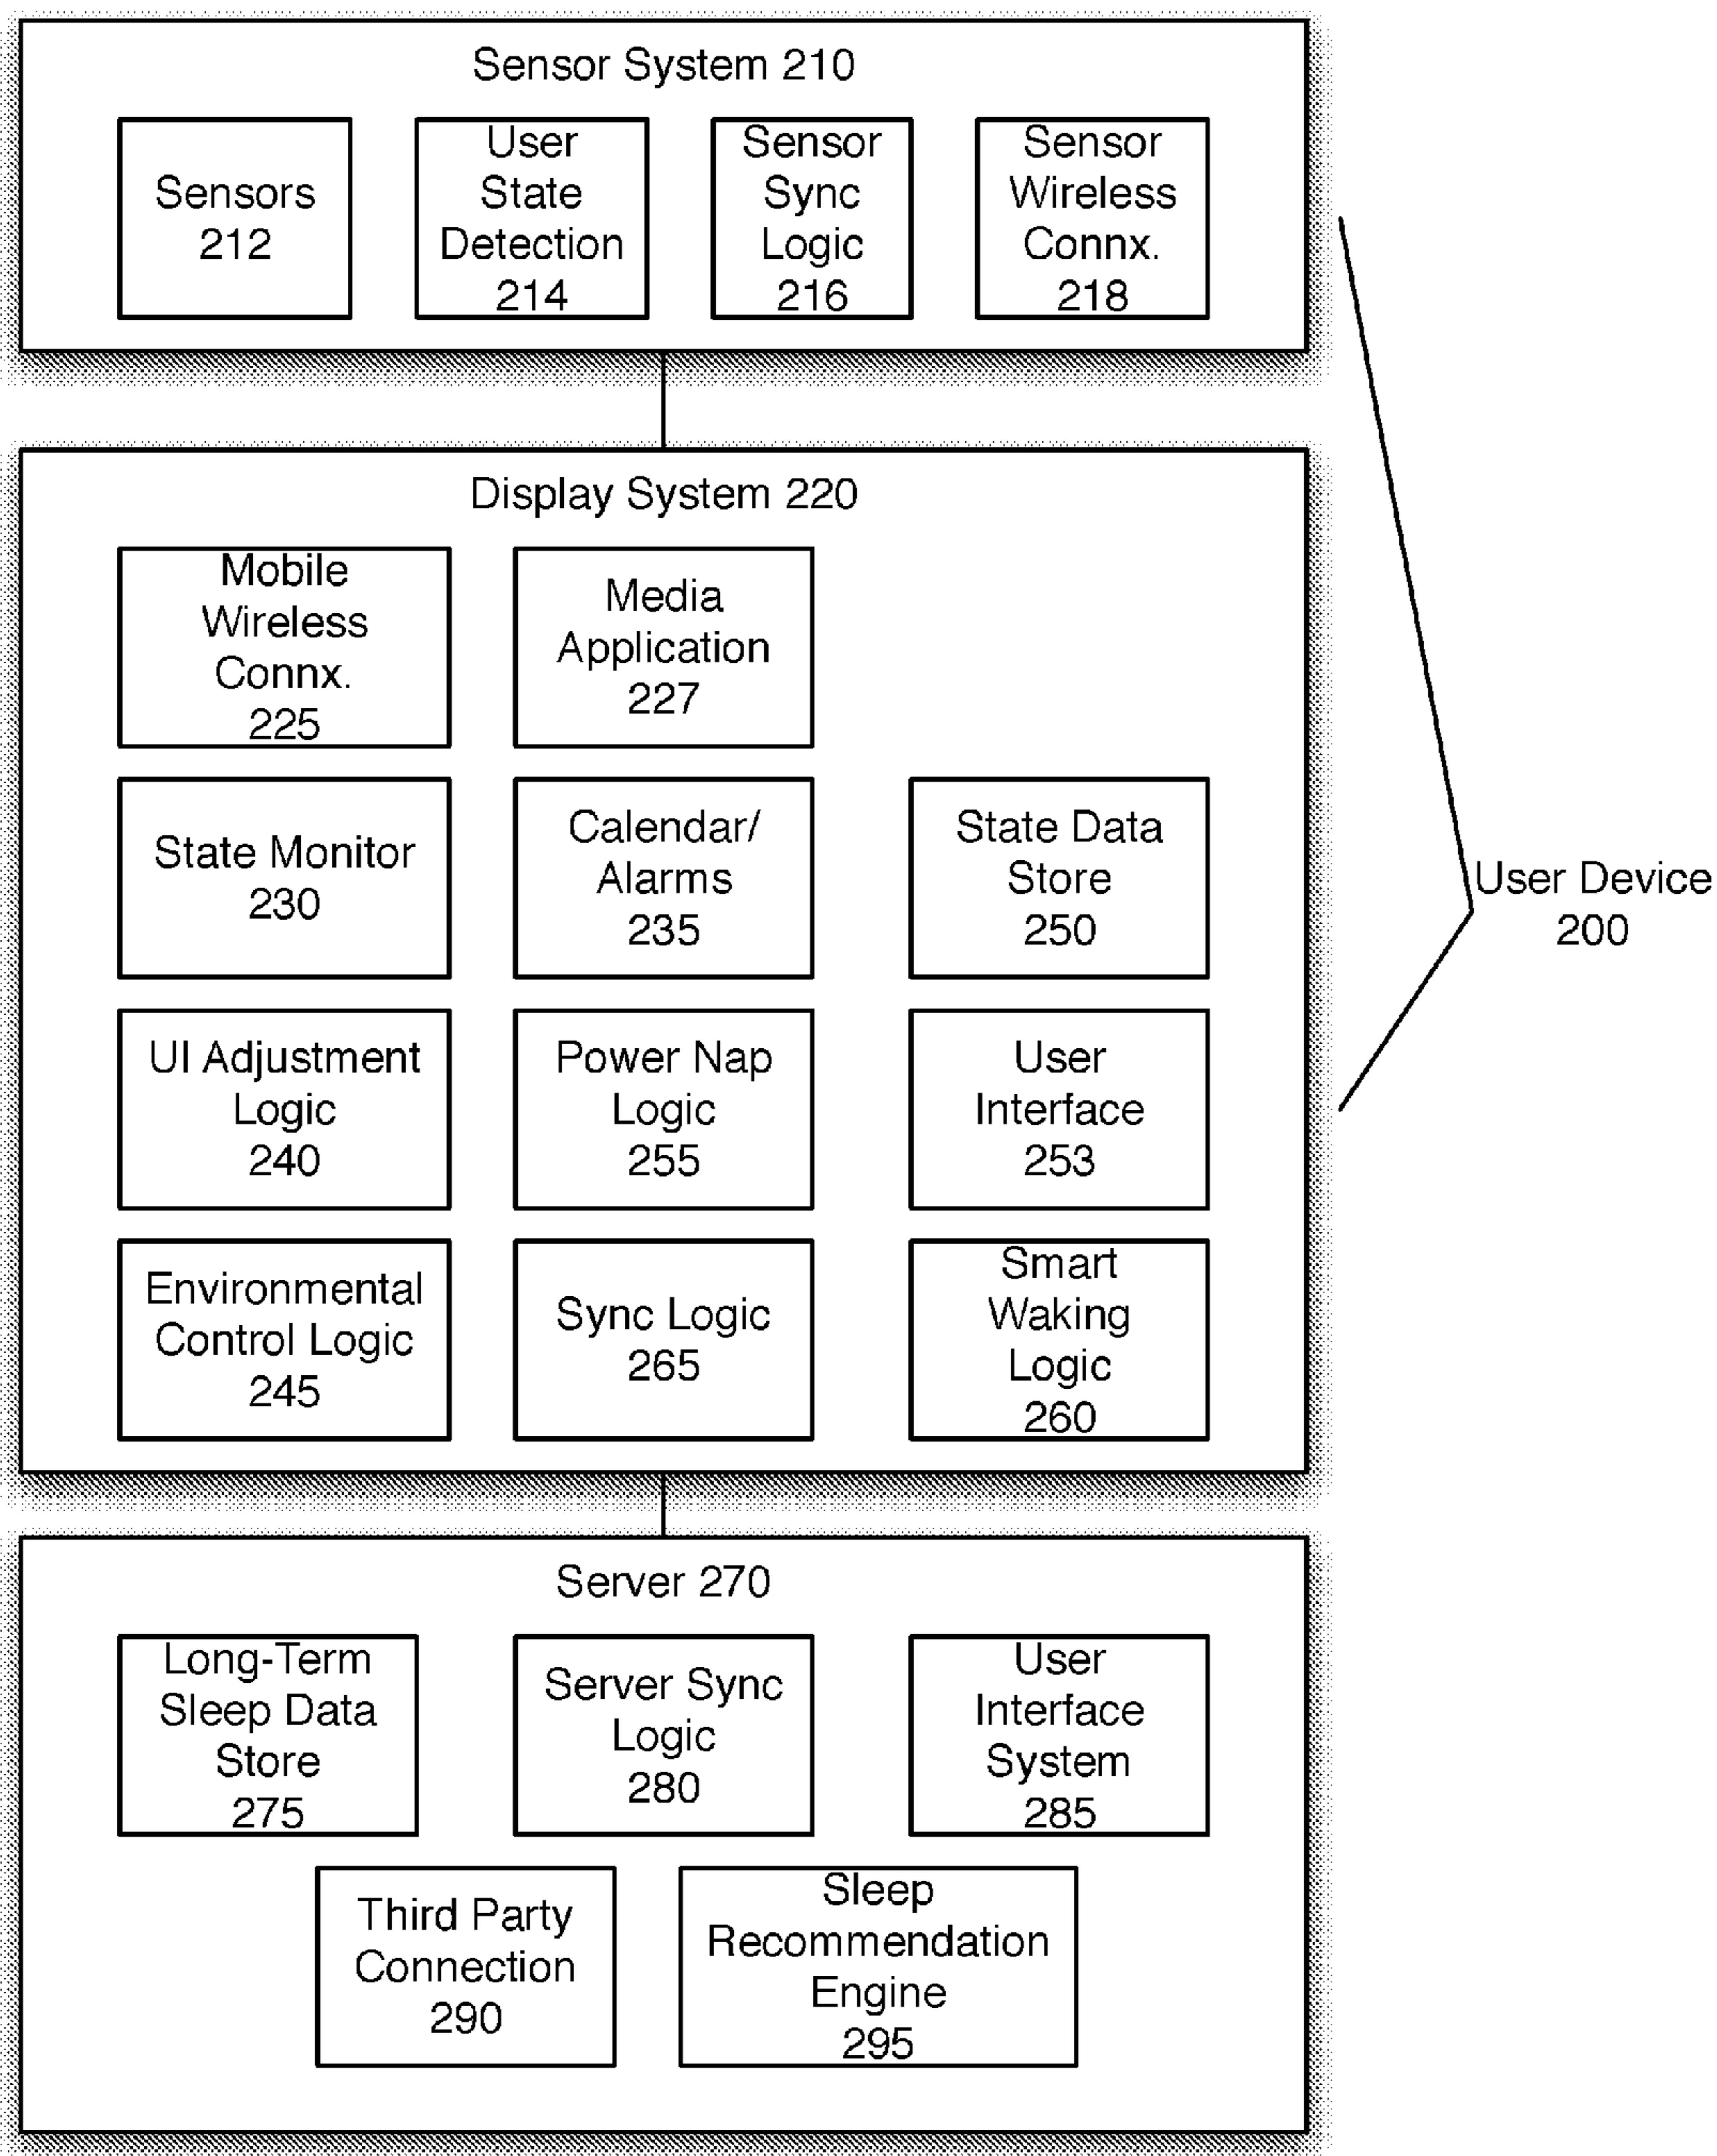 Sensor System 210
Sensors
212
User
State
Detection
214
Sensor
Sync
Logic
216
Sensor
Wireless
Connx.
218
Display System 220
Mobile
Wireless
Connx.
225
Media
Application
227
State Monitor
230
Calendar/
Alarms
235
State Data
Store
250
UI Adjustment
Logic
240
Power Nap
Logic
255
User
Interface
253
Environmental
Control Logic
245
Sync Logic
265
Smart
Waking
Logic
260
User Device
200
Server 270
Long-Term
Sleep Data
Store
275
Server Sync
Logic
280
User
Interface
System
285
Third Party
Connection
290
Sleep
Recommendation
Engine
295